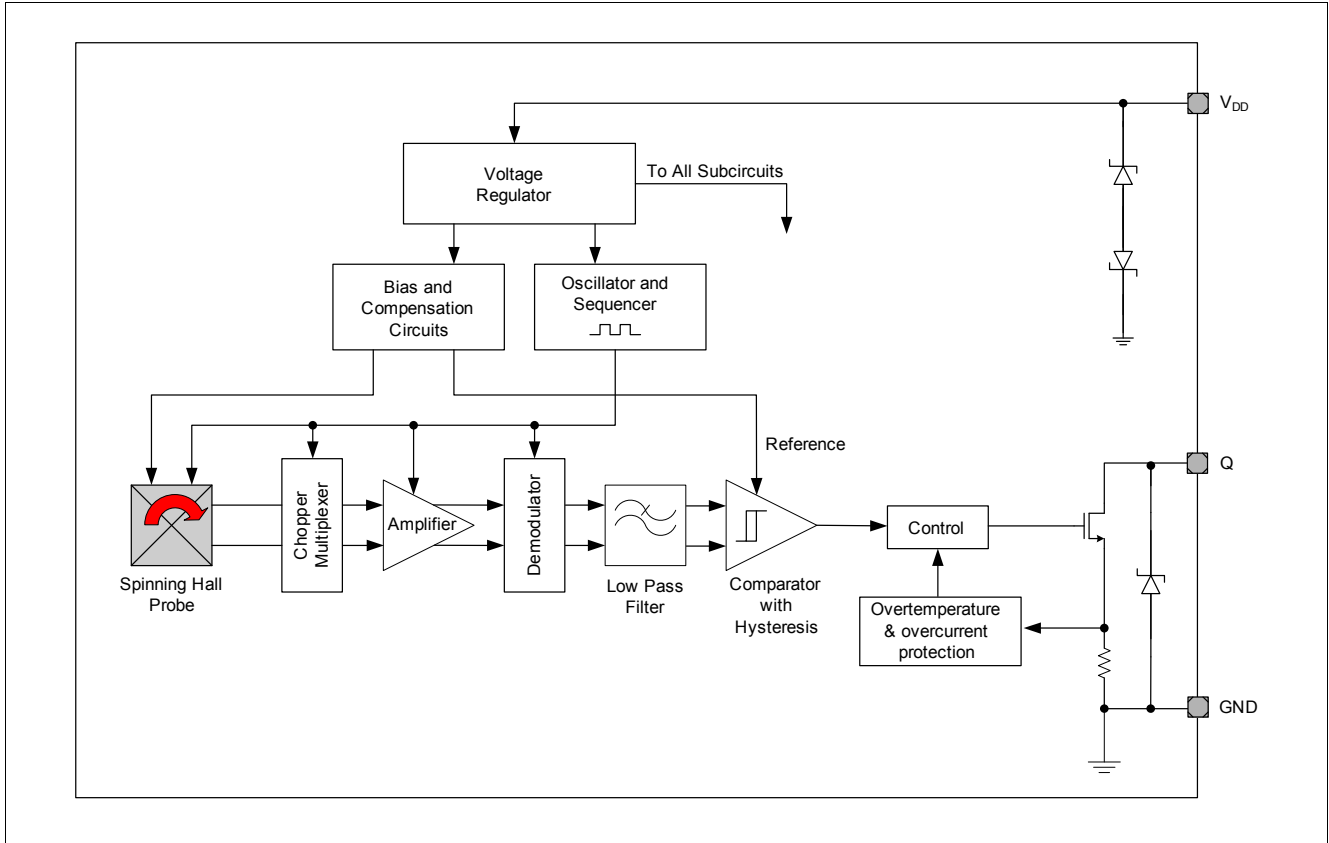 V_DD
Voltage
Regulator
To All Subcircuits
Bias and
Compensation
Circuits
Oscillator and
Sequencer
Reference
Q
Chopper
Multiplexer
Amplifier
Demodulator
Control
Spinning Hall
Probe
Low Pass
Filter
Comparator
with
Hysteresis
Overtemperature
& overcurrent
protection
GND